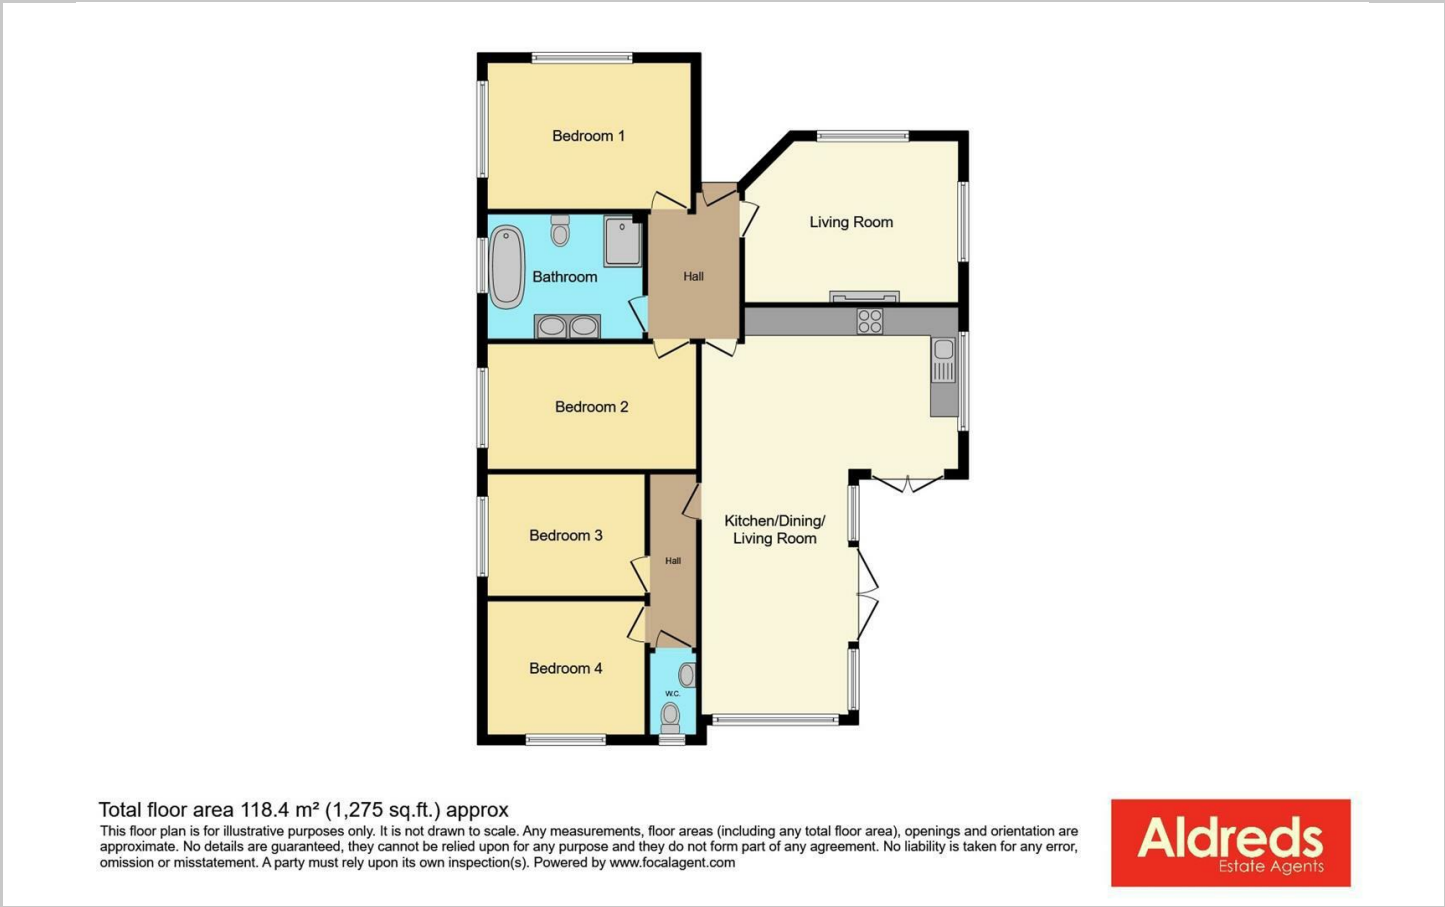 Bedroom 1
Living Room
Bathroom
Hall
Bedroom 2
Kitchen/Dining/
Living Room
Bedroom 3
Hall
Bedroom 4
W.C.
Total floor area 118.4 m² (1,275 sq.ft.) approx
This floor plan is for illustrative purposes only. It is not drawn to scale. Any measurements, floor areas (including any total floor area), openings and orientation are
approximate. No details are guaranteed, they cannot be relied upon for any purpose and they do not form part of any agreement. No liability is taken for any error,
omission or misstatement. A party must rely upon its own inspection(s). Powered by www.focalagent.com
Aldreds
Estate Agents